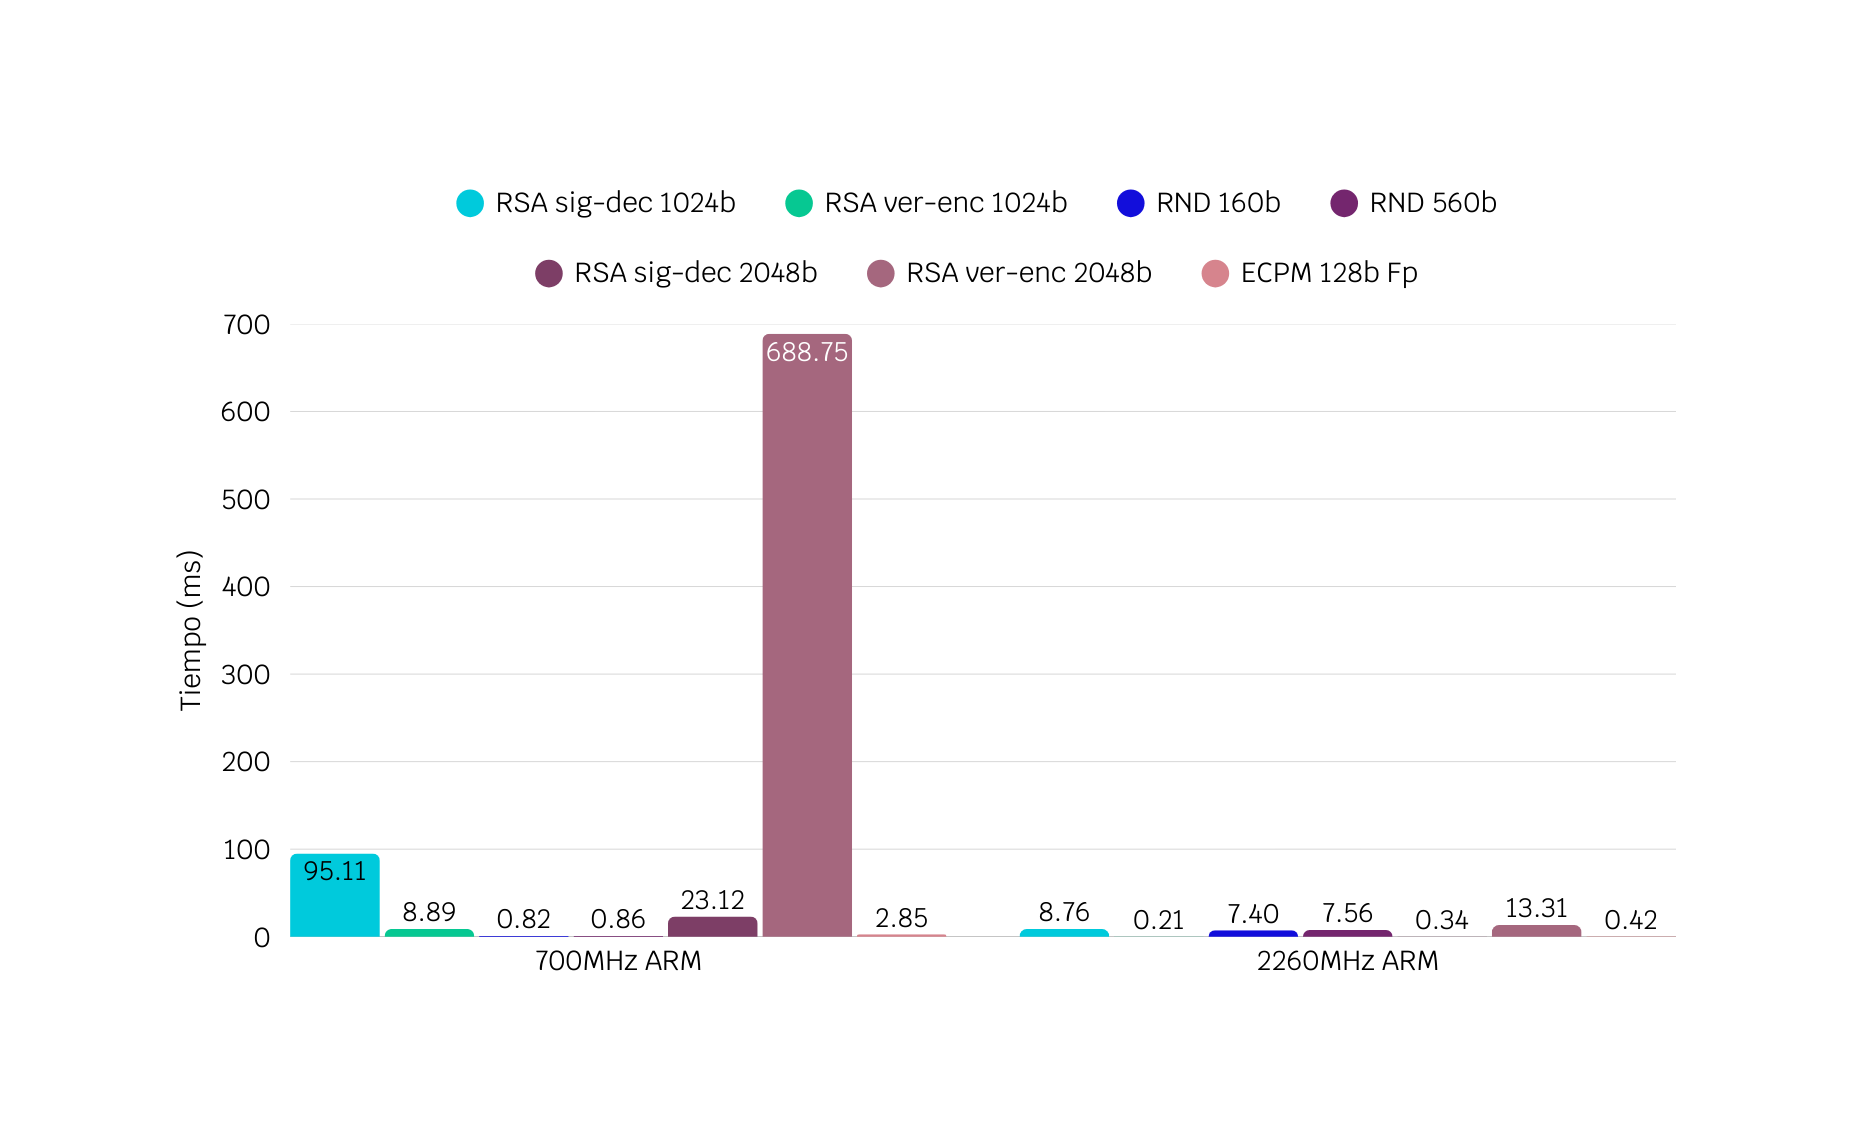 RSA sig-dec 1024b RSA ver-enc 1024b RND 160b RND 560b
RSA sig-dec 2048b RSA ver-enc 2048b ECPM 128b Fp
Tiempo (ms)
700
600
500
400
300
200
100
0
95.11 8.89 0.82 0.86 23.12 688.75 2.85 8.76 0.21 7.40 7.56 0.34 13.31 0.42
700MHz ARM 2260MHz ARM